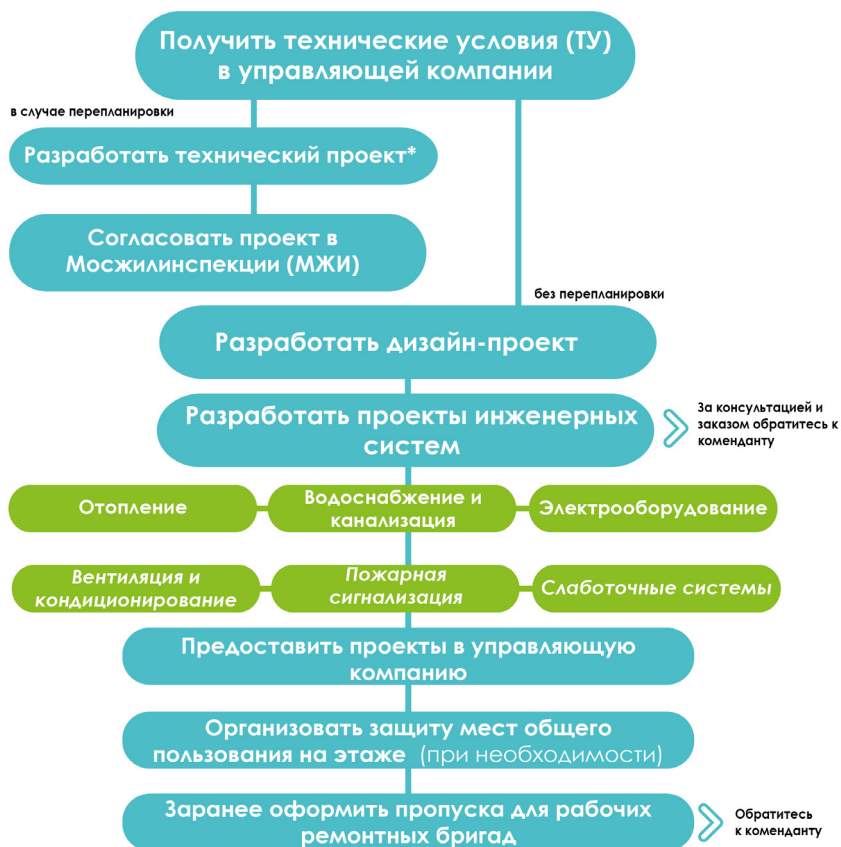 Получить технические условия (ТУ)
в управляющей компании
в случае перепланировки
Разработать технический проект*
Согласовать проект в
Мосжилинспекции (МЖИ)
без перепланировки
Разработать дизайн-проект
Разработать проекты инженерных
систем
За консультацией и
заказом обратитесь к
коменданту
Отопление
Водоснабжение и
канализация
Электрооборудование
Вентиляция и
кондиционирование
Пожарная
сигнализация
Слаботочные системы
Предоставить проекты в управляющую
компанию
Организовать защиту мест общего
пользования на этаже (при необходимости)
Заранее оформить пропуска для рабочих
ремонтных бригад
Обратитесь
к коменданту